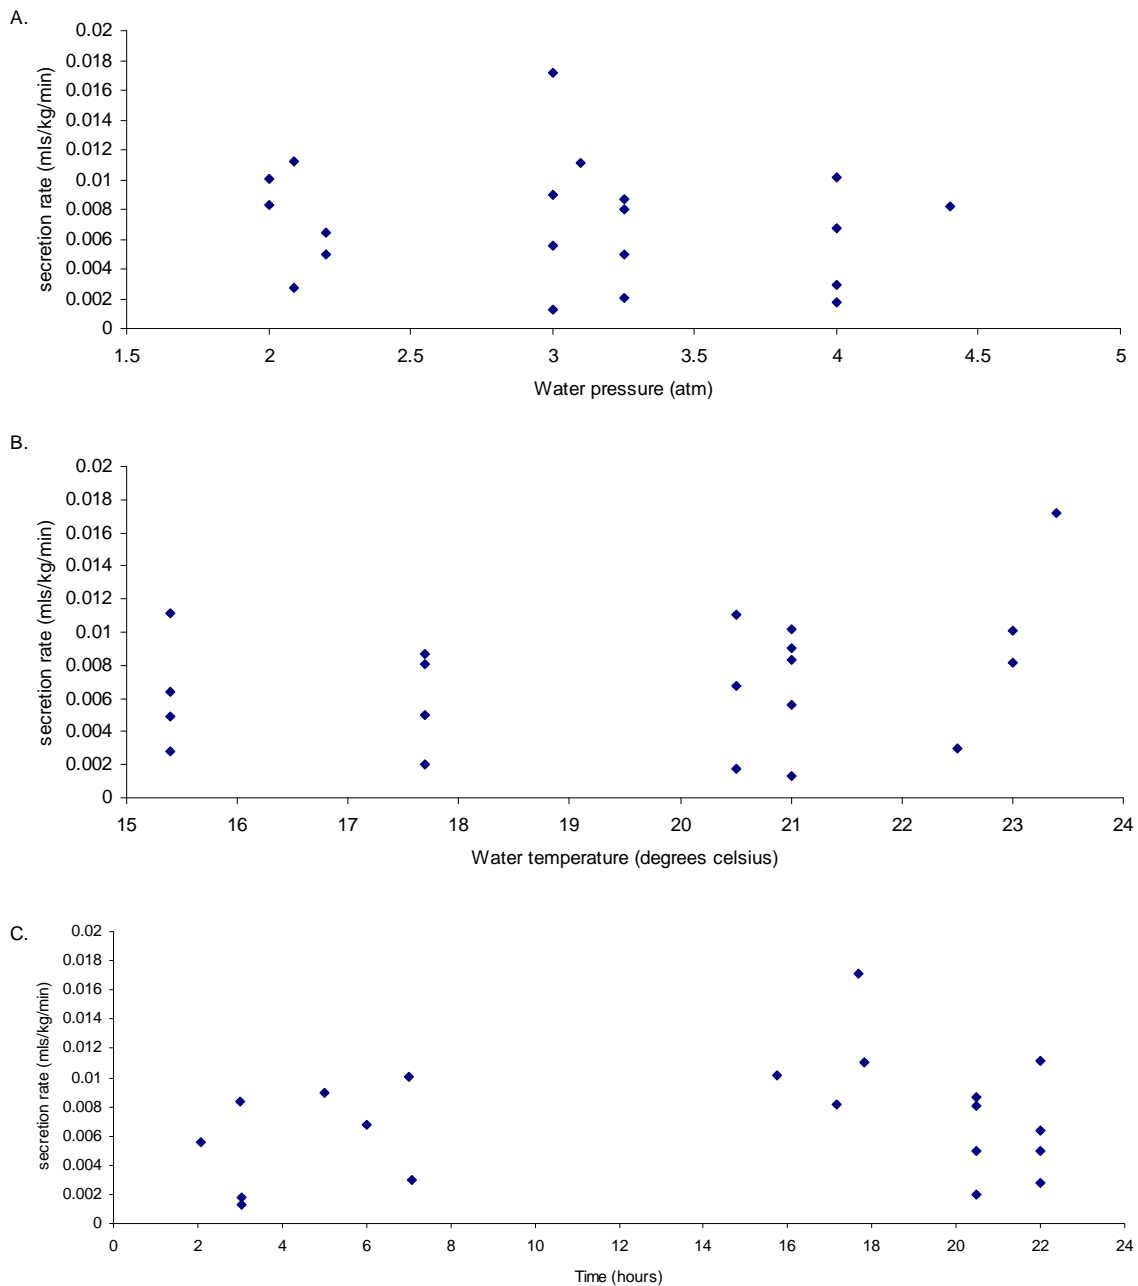 A.
0.02
0.018
0.016
0.014
0.012
0.01
0.008
0.006
0.004
0.002
0
secretion rate (mls/kg/min)
1.5 2 2.5 3 3.5 4 4.5 5
Water pressure (atm)
B.
0.02
0.018
0.016
0.014
0.012
0.01
0.008
0.006
0.004
0.002
0
secretion rate (mls/kg/min)
15 16 17 18 19 20 21 22 23 24
Water temperature (degrees celsius)
C.
0.02
0.018
0.016
0.014
0.012
0.01
0.008
0.006
0.004
0.002
0
secretion rate (mls/kg/min)
0 2 4 6 8 10 12 14 16 18 20 22 24
Time (hours)